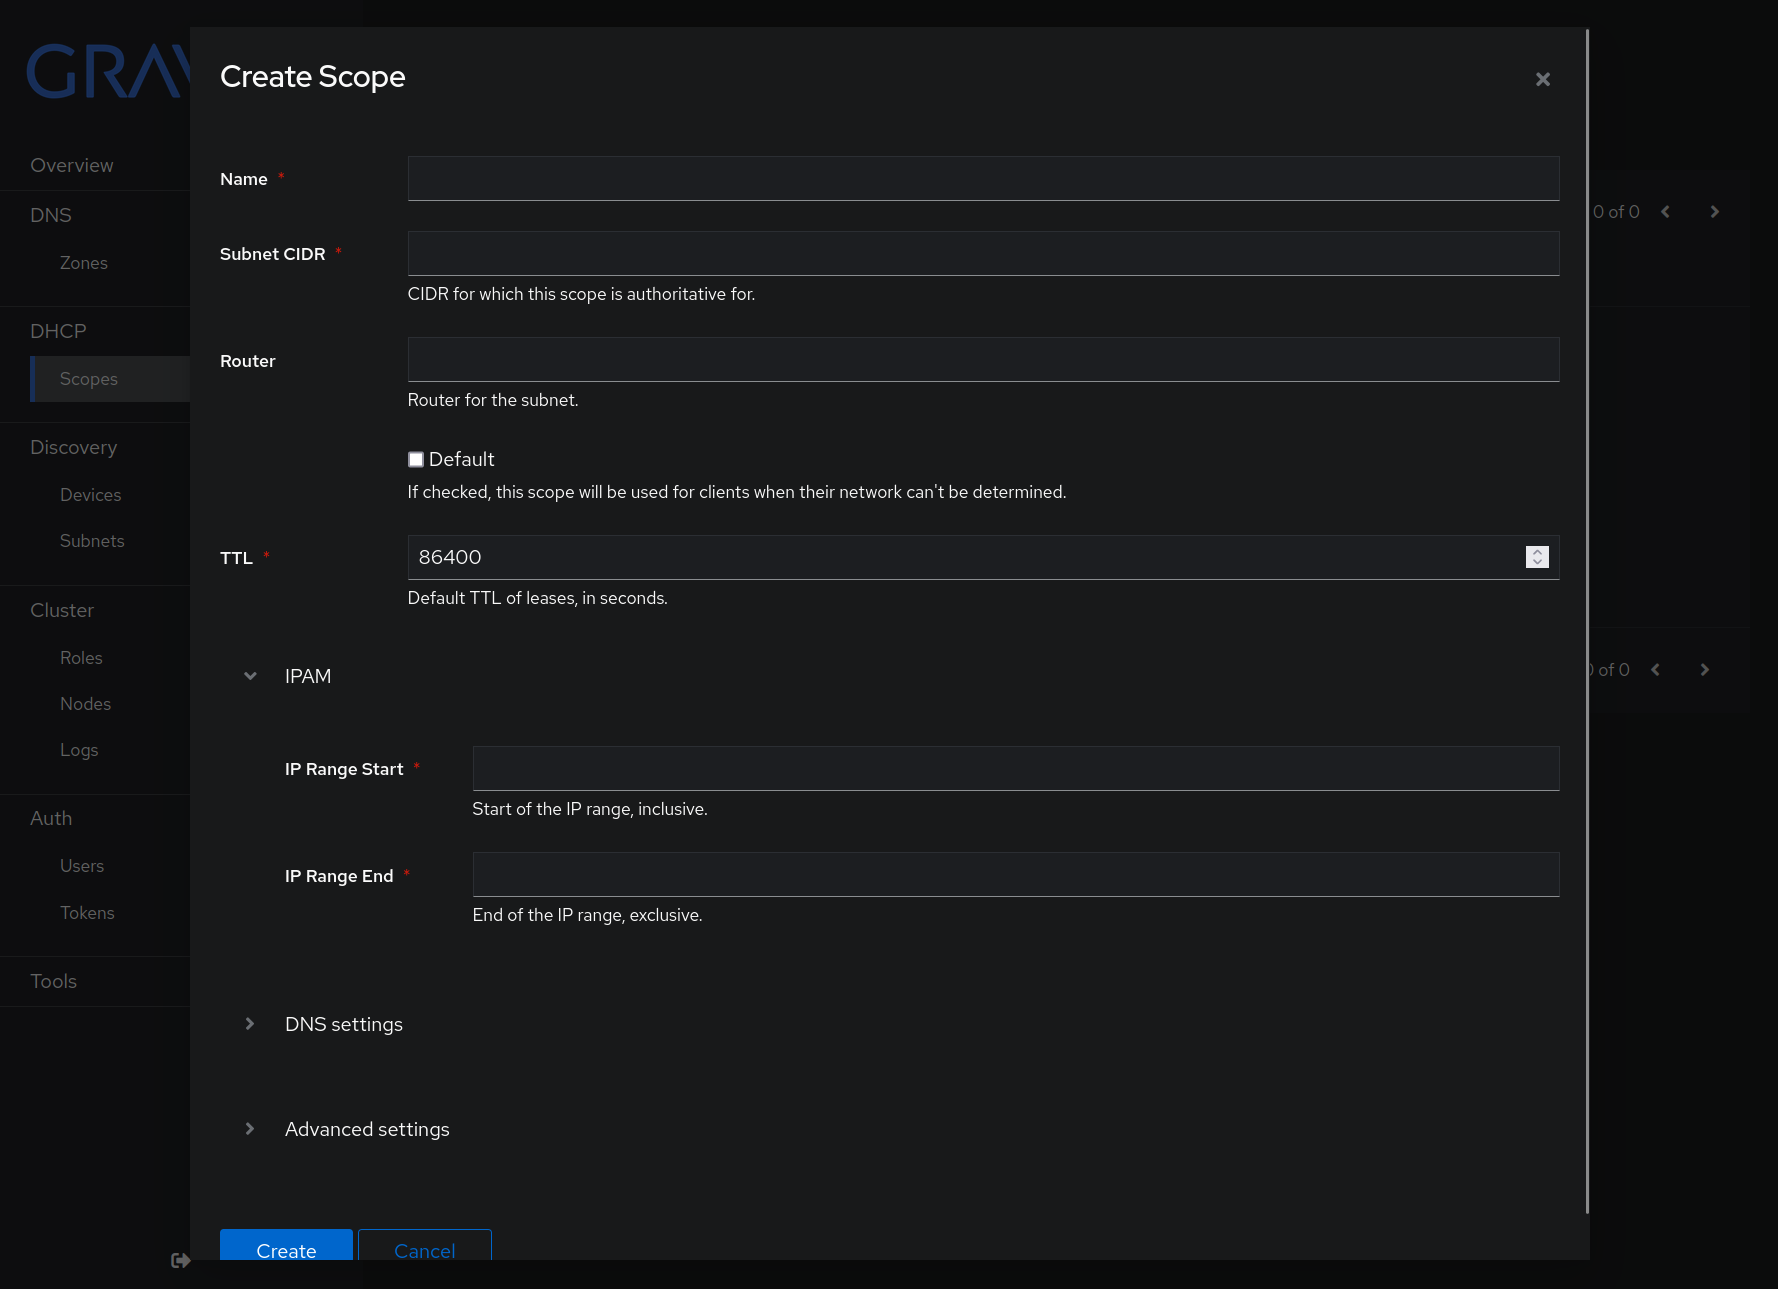 GRAV
Overview
DNS
Zones
DHCP
Scopes
Discovery
Devices
Subnets
Cluster
Roles
Nodes
Logs
Auth
Users
Tokens
Tools
Create Scope
Name *
Subnet CIDR *
CIDR for which this scope is authoritative for.
Router
Router for the subnet.
Default
If checked, this scope will be used for clients when their network can't be determined.
TTL *
86400
Default TTL of leases, in seconds.
IPAM
IP Range Start *
Start of the IP range, inclusive.
IP Range End *
End of the IP range, exclusive.
DNS settings
Advanced settings
Create
Cancel
0 of 0
0 of 0